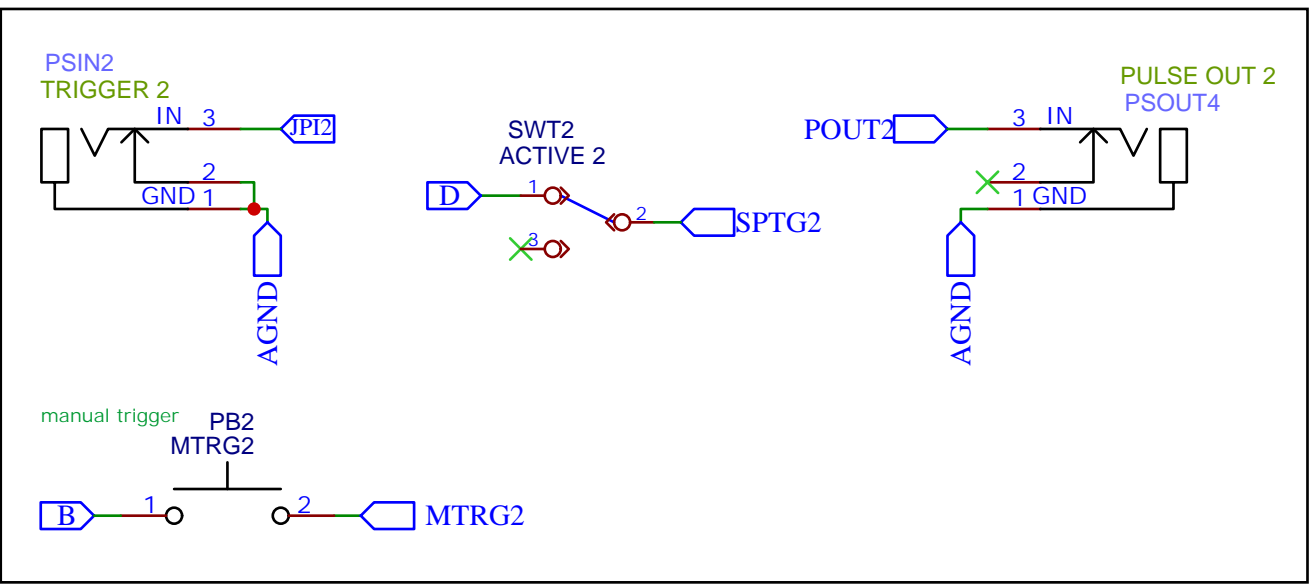 PSIN2
TRIGGER 2
IN 3
JPI2
2
GND 1
AGND
SWT2
ACTIVE 2
D
1
2
SPTG2
3
PULSE OUT 2
PSOUT4
POUT2
3 IN
2
1 GND
AGND
manual trigger
PB2
MTRG2
B
1
2
MTRG2